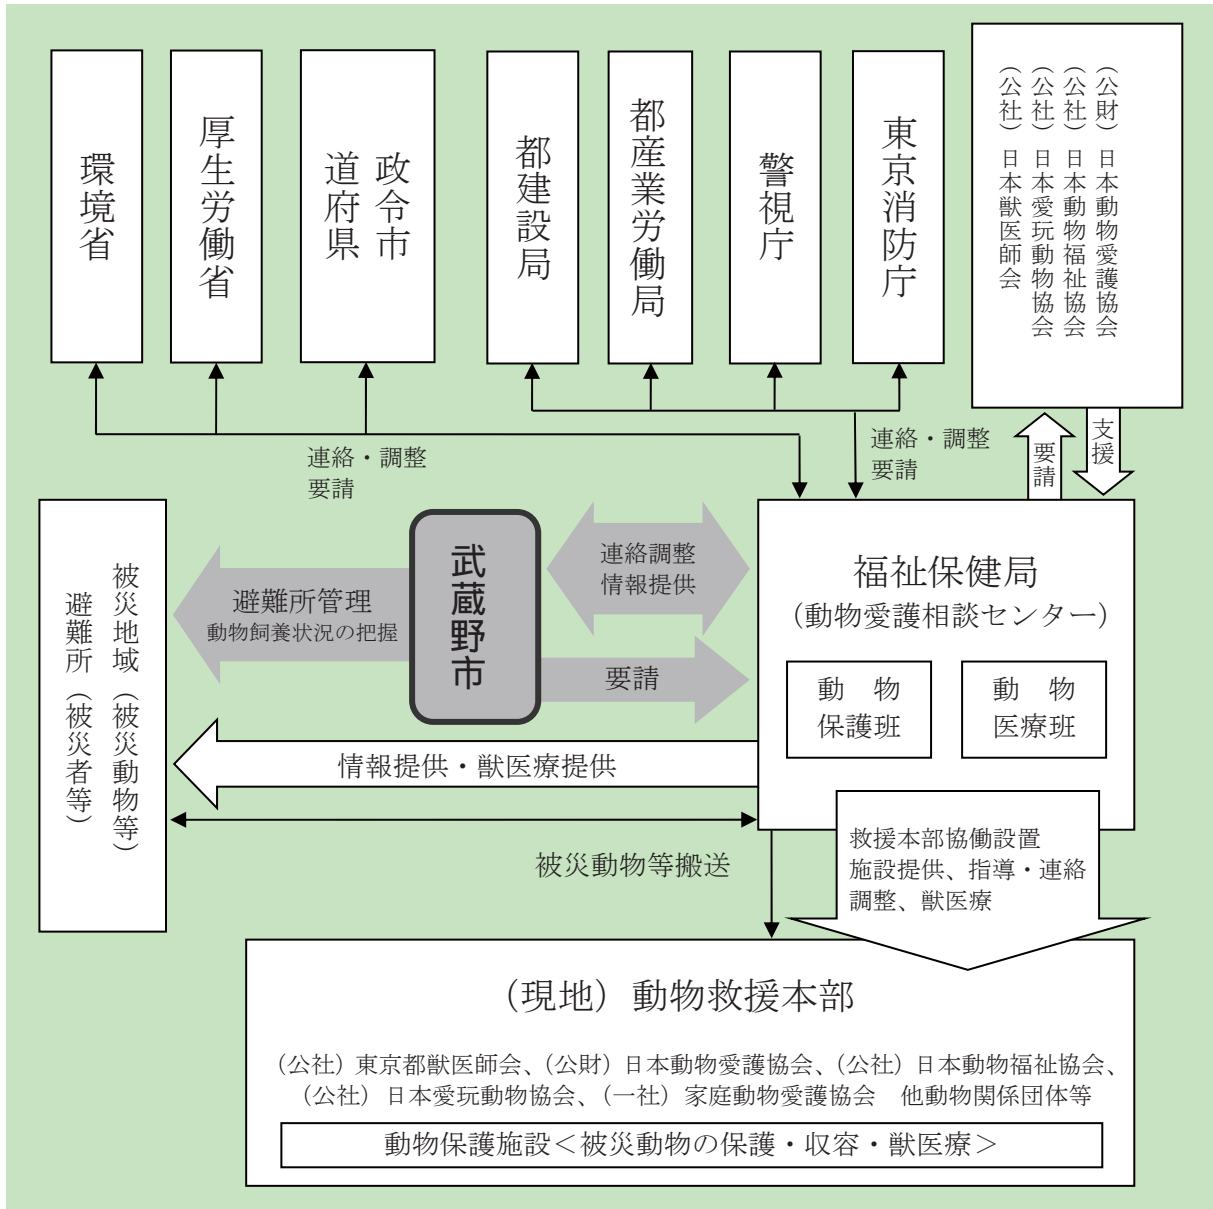 環境省
厚生労働省
政令市
道府県
都建設局
都産業労働局
警視庁
東京消防庁
(公財)日本動物愛護協会
(公社)日本動物福祉協会
(公社)日本愛玩動物協会
(公社)日本獣医師会
連絡・調整
要請
連絡・調整
要請
要請
支援
被災地域(被災動物等)
避難所(被災者等)
避難所管理
動物飼養状況の把握
武蔵野市
連絡調整
情報提供
要請
福祉保健局
(動物愛護相談センター)
動 物
保護班
動 物
医療班
情報提供・獣医療提供
被災動物等搬送
救援本部協働設置
施設提供、指導・連絡
調整、獣医療
(現地)動物救援本部
(公社)東京都獣医師会、(公財)日本動物愛護協会、(公社)日本動物福祉協会、
(公社)日本愛玩動物協会、(一社)家庭動物愛護協会 他動物関係団体等
動物保護施設<被災動物の保護・収容・獣医療>